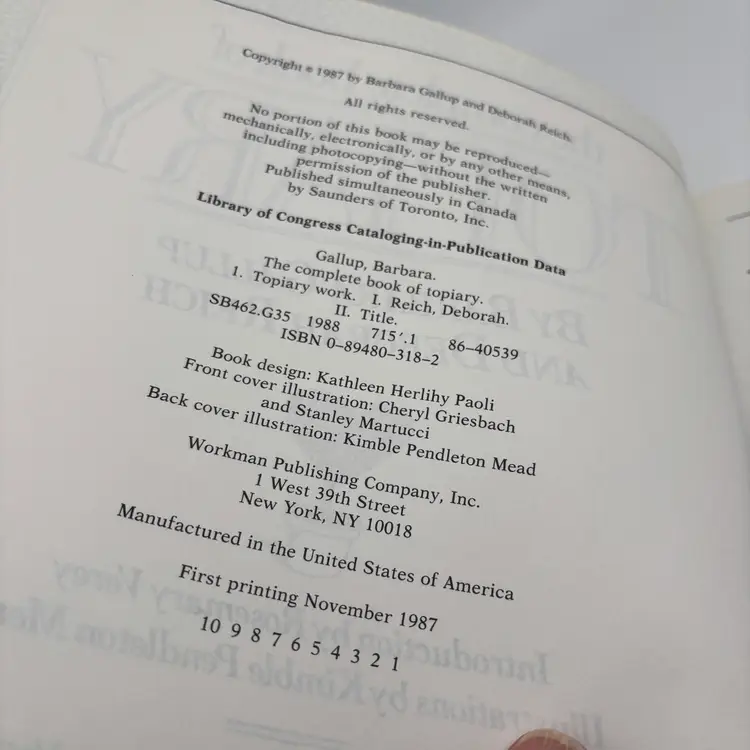 Copyright © 1987 by Barbara Gallup and Deborah Reich.
All rights reserved.
No portion of this book may be reproduced—
mechanically, electronically, or by any other means,
including photocopying—without the written
permission of the publisher.
Published simultaneously in Canada
by Saunders of Toronto, Inc.
Library of Congress Cataloging-in-Publication Data
Gallup, Barbara.
The complete book of topiary.
1. Topiary work. I. Reich, Deborah.
II. Title.
SB462.G35 1988 715′.1 86–40539
ISBN 0–89480–318–2
Book design: Kathleen Herlihy Paoli
Front cover illustration: Cheryl Griesbach
and Stanley Martucci
Back cover illustration: Kimble Pendleton Mead
Workman Publishing Company, Inc.
1 West 39th Street
New York, NY 10018
Manufactured in the United States of America
First printing November 1987
10 9 8 7 6 5 4 3 2 1